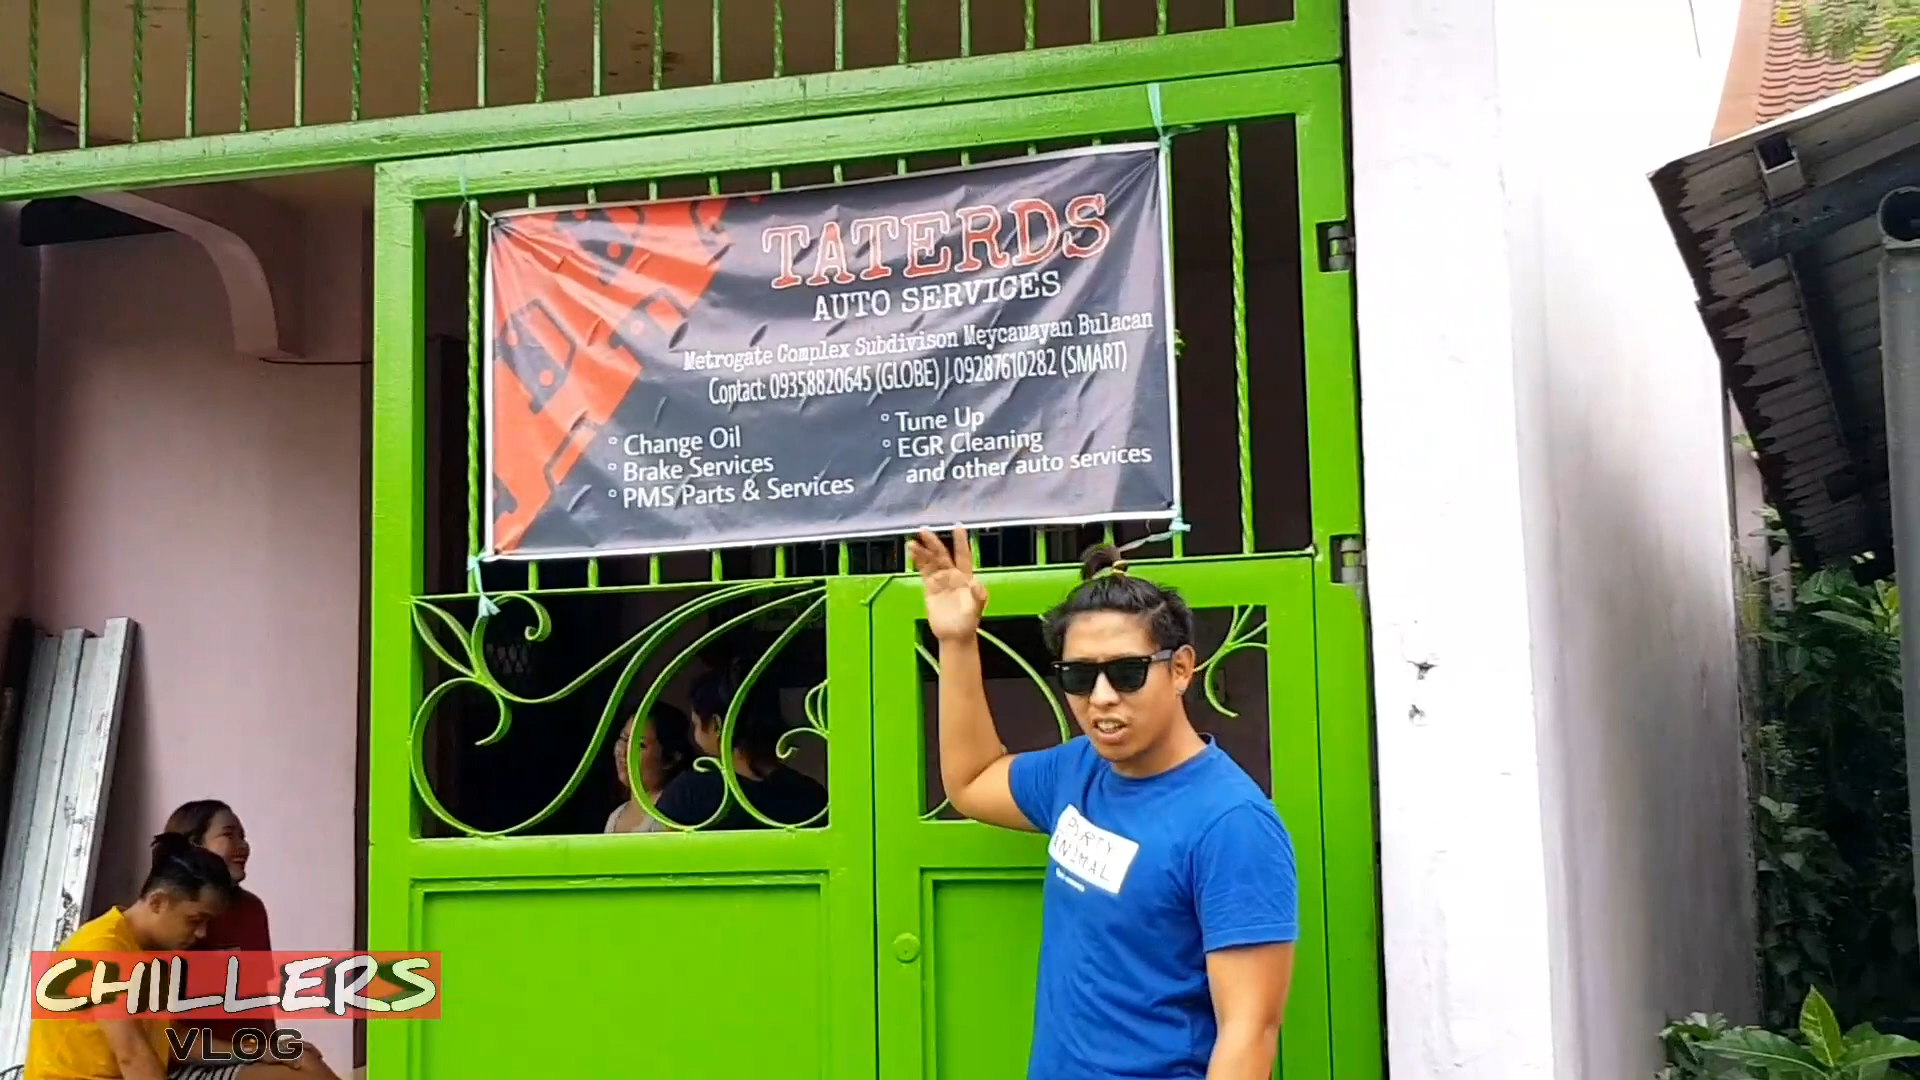 TATERDS
AUTO SERVICES
Metrogate Complex Subdivison Meycauayan Bulacan
Contact: 09358820645 (GLOBE) / 09287610282 (SMART)
° Change Oil
° Brake Services
° PMS Parts & Services
° Tune Up
° EGR Cleaning
and other auto services
PARTY
ANIMAL
CHILLERS
VLOG